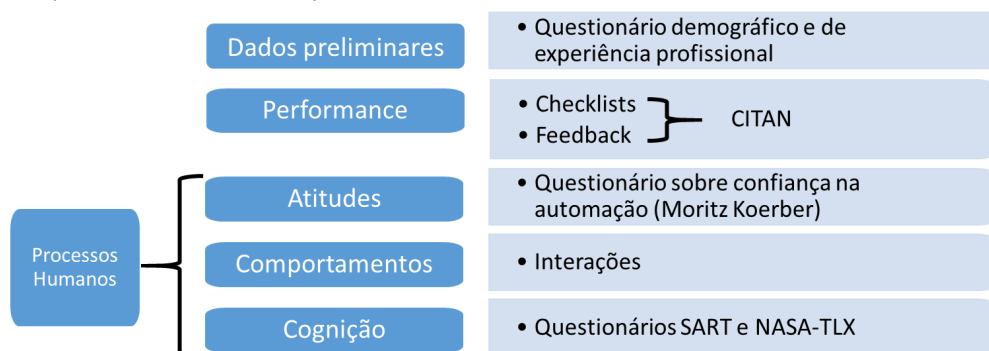 Dados preliminares
• Questionário demográfico e de
experiência profissional
Performance
• Checklists
• Feedback
CITAN
Processos
Humanos
Atitudes
• Questionário sobre confiança na
automação (Moritz Koerber)
Comportamentos
• Interações
Cognição
• Questionários SART e NASA-TLX